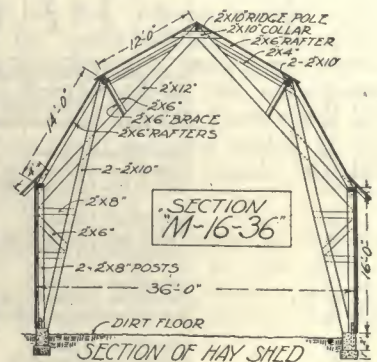 2"X10" RIDGE POLE
2"X10" COLLAR
2"X6" RAFTER
2"X4"
2-2"X10"
12'-0"
2"X12"
2"X6"
2"X6" BRACE
2"X6" RAFTERS
14'-0"
2-2"X10"
2"X8"
2"X6"
SECTION
"M-16-36"
2-2"X8" POSTS
36'-0"
16'-0"
DIRT FLOOR
SECTION OF HAY SHED